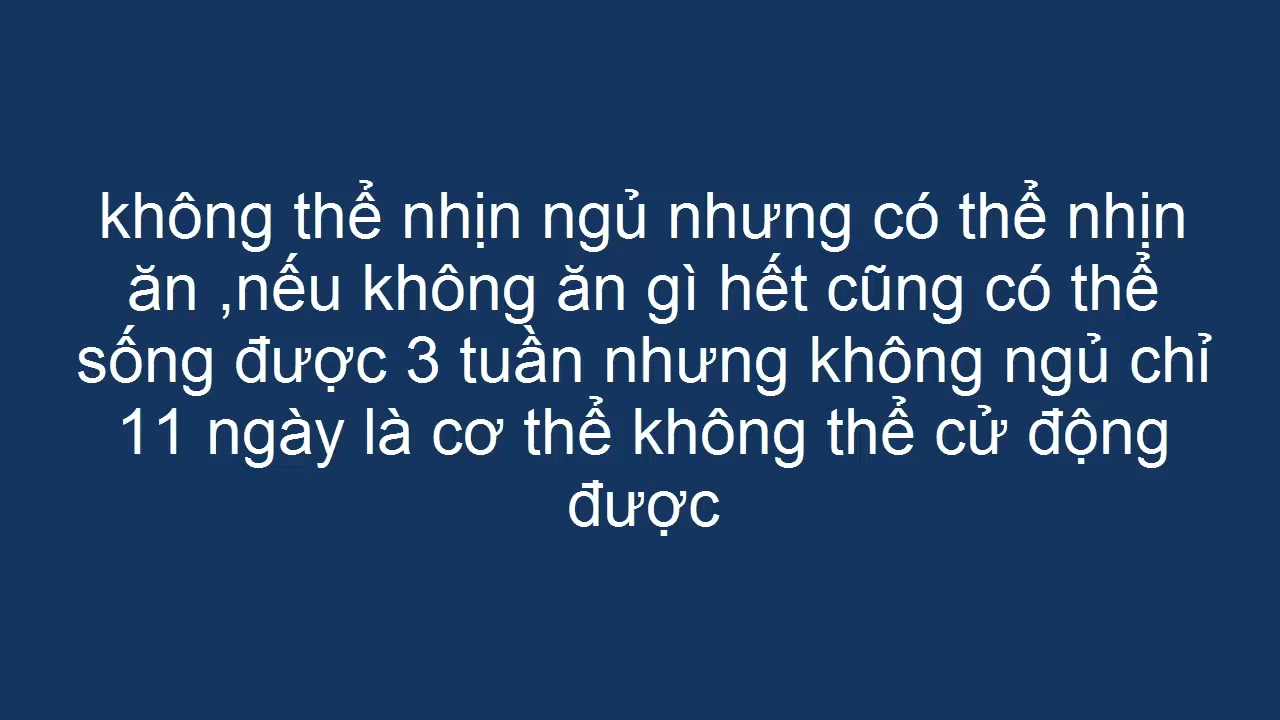 không thể nhịn ngủ nhưng có thể nhịn
ăn ,nếu không ăn gì hết cũng có thể
sống được 3 tuần nhưng không ngủ chỉ
11 ngày là cơ thể không thể cử động
được